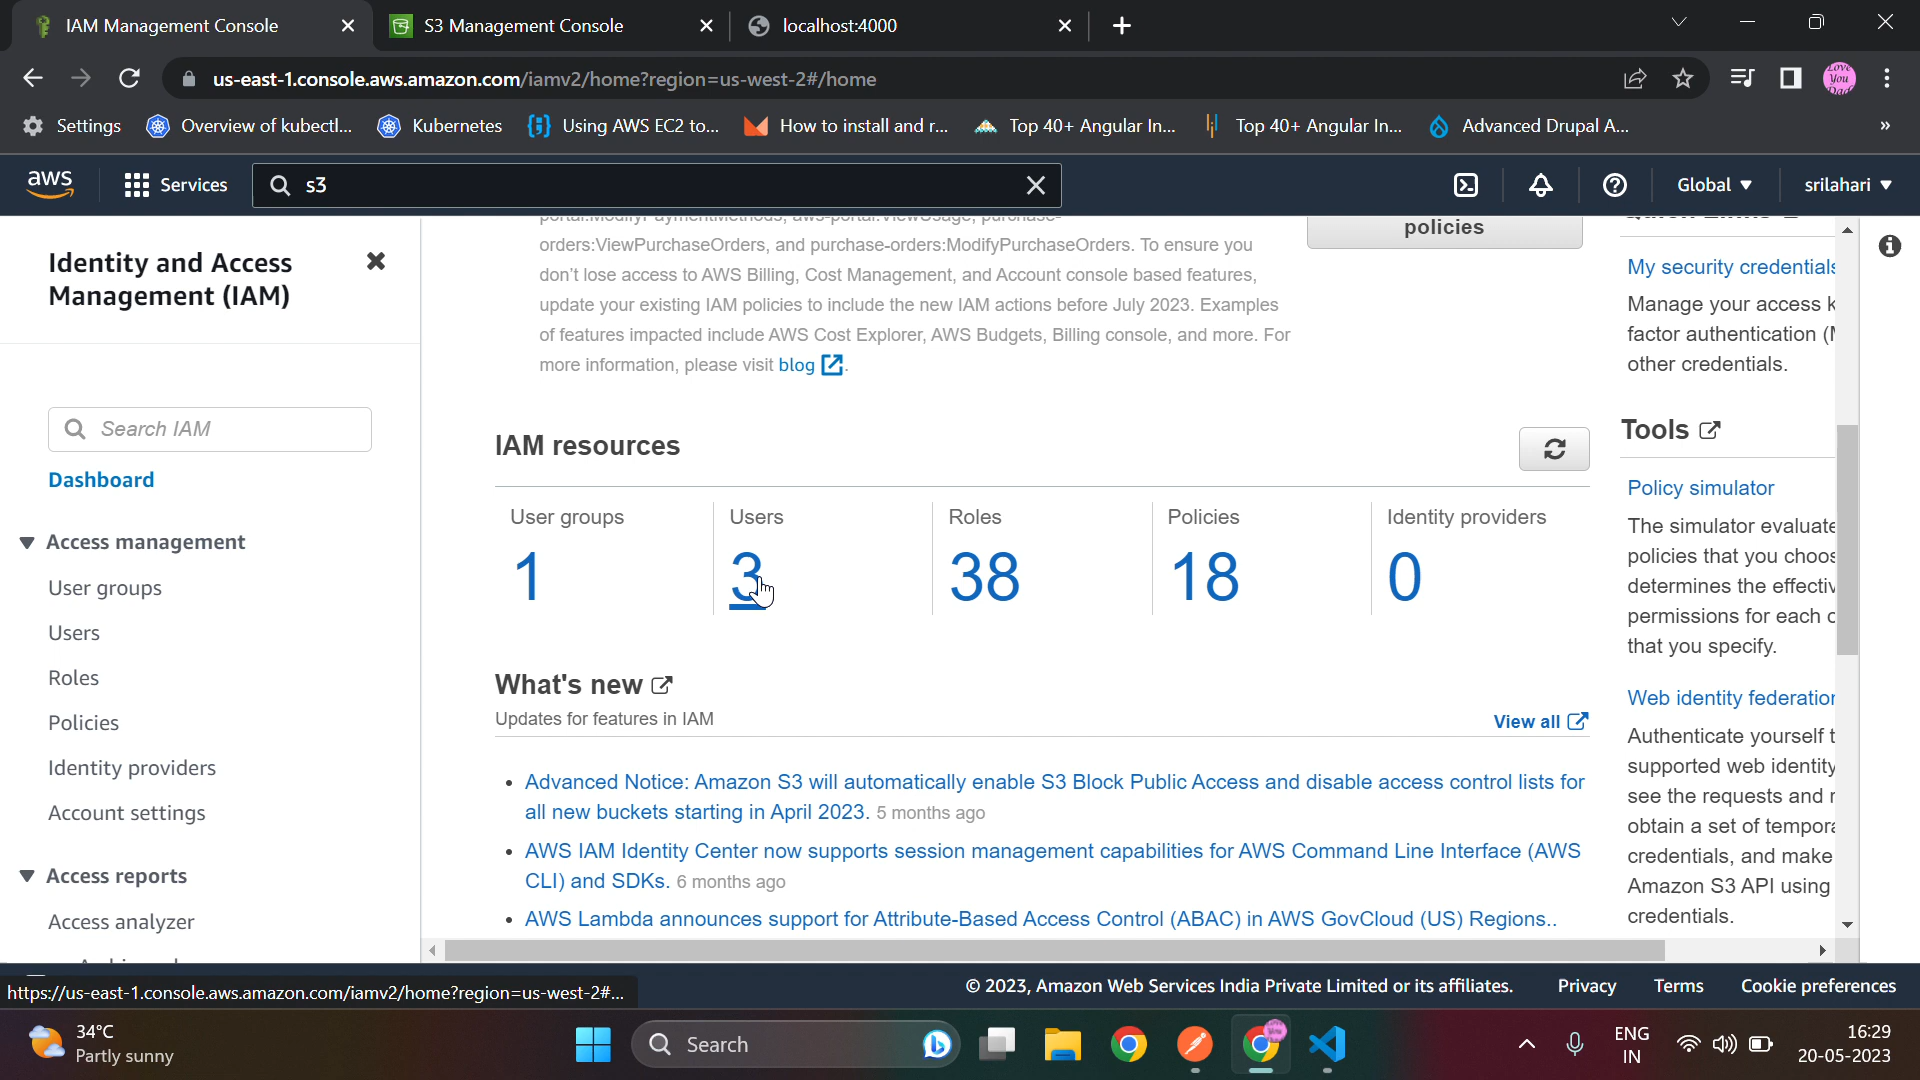 IAM Management Console
S3 Management Console
localhost:4000
us-east-1.console.aws.amazon.com/iamv2/home?region=us-west-2#/home
Settings
Overview of kubectl...
Kubernetes
Using AWS EC2 to...
How to install and r...
Top 40+ Angular In...
Top 40+ Angular In...
Advanced Drupal A...
aws
Services
s3
Global
srilahari
Identity and Access
Management (IAM)
Search IAM
Dashboard
Access management
User groups
Users
Roles
Policies
Identity providers
Account settings
Access reports
Access analyzer
orders:ViewPurchaseOrders, and purchase-orders:ModifyPurchaseOrders. To ensure you
don't lose access to AWS Billing, Cost Management, and Account console based features,
update your existing IAM policies to include the new IAM actions before July 2023. Examples
of features impacted include AWS Cost Explorer, AWS Budgets, Billing console, and more. For
more information, please visit blog .
policies
IAM resources
User groups
1
Users
3
Roles
38
Policies
18
Identity providers
0
What's new
Updates for features in IAM
View all
• Advanced Notice: Amazon S3 will automatically enable S3 Block Public Access and disable access control lists for
all new buckets starting in April 2023. 5 months ago
• AWS IAM Identity Center now supports session management capabilities for AWS Command Line Interface (AWS
CLI) and SDKs. 6 months ago
• AWS Lambda announces support for Attribute-Based Access Control (ABAC) in AWS GovCloud (US) Regions..
My security credentials
Manage your access
factor authentication
other credentials.
Tools
Policy simulator
The simulator evaluate
policies that you choos
determines the effectiv
permissions for each
that you specify.
Web identity federation
Authenticate yourself t
supported web identity
see the requests and
obtain a set of tempora
credentials, and make
Amazon S3 API using
credentials.
https://us-east-1.console.aws.amazon.com/iamv2/home?region=us-west-2#...
© 2023, Amazon Web Services India Private Limited or its affiliates.
Privacy
Terms
Cookie preferences
34°C
Partly sunny
Search
ENG
IN
16:29
20-05-2023